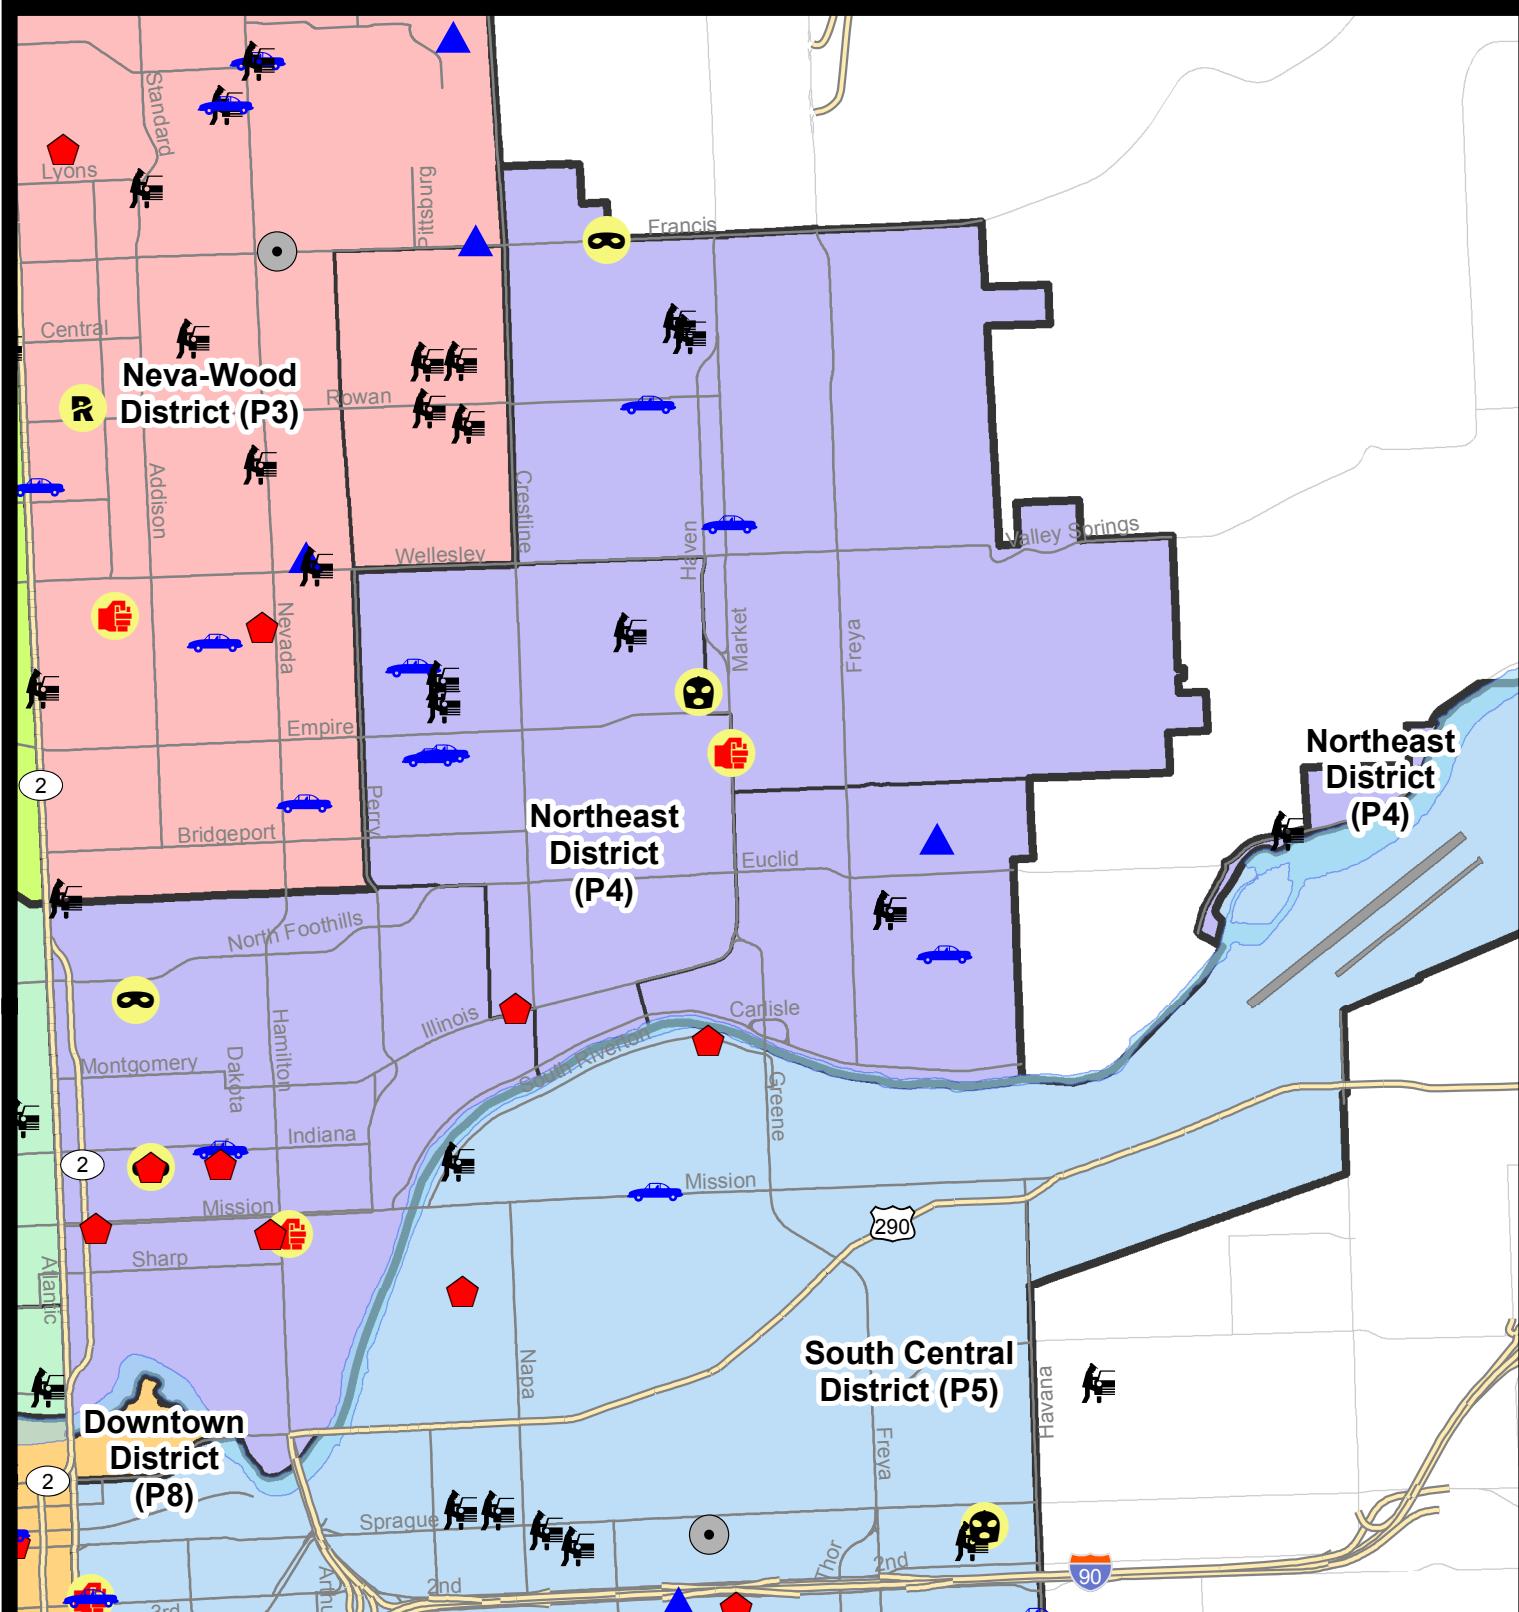 Standard
Lyons
Pittsburg
Francis
Central
Neva-Wood
District (P3)
Rowan
R
Addison
Crestline
Haven
Valley Springs
Wellesley
Nevada
Market
Freya
Empire
2
Perry
Bridgeport
Northeast
District
(P4)
Northeast
District
(P4)
Euclid
North Foothills
Illinois
Carlisle
Hamilton
South Riverton
Montgomery
Dakota
Greene
Indiana
2
Mission
Mission
290
Sharp
Atlantic
South Central
District (P5)
Napa
Havana
Downtown
District
(P8)
2
Freya
Sprague
Thor
2nd
2nd
90
3rd